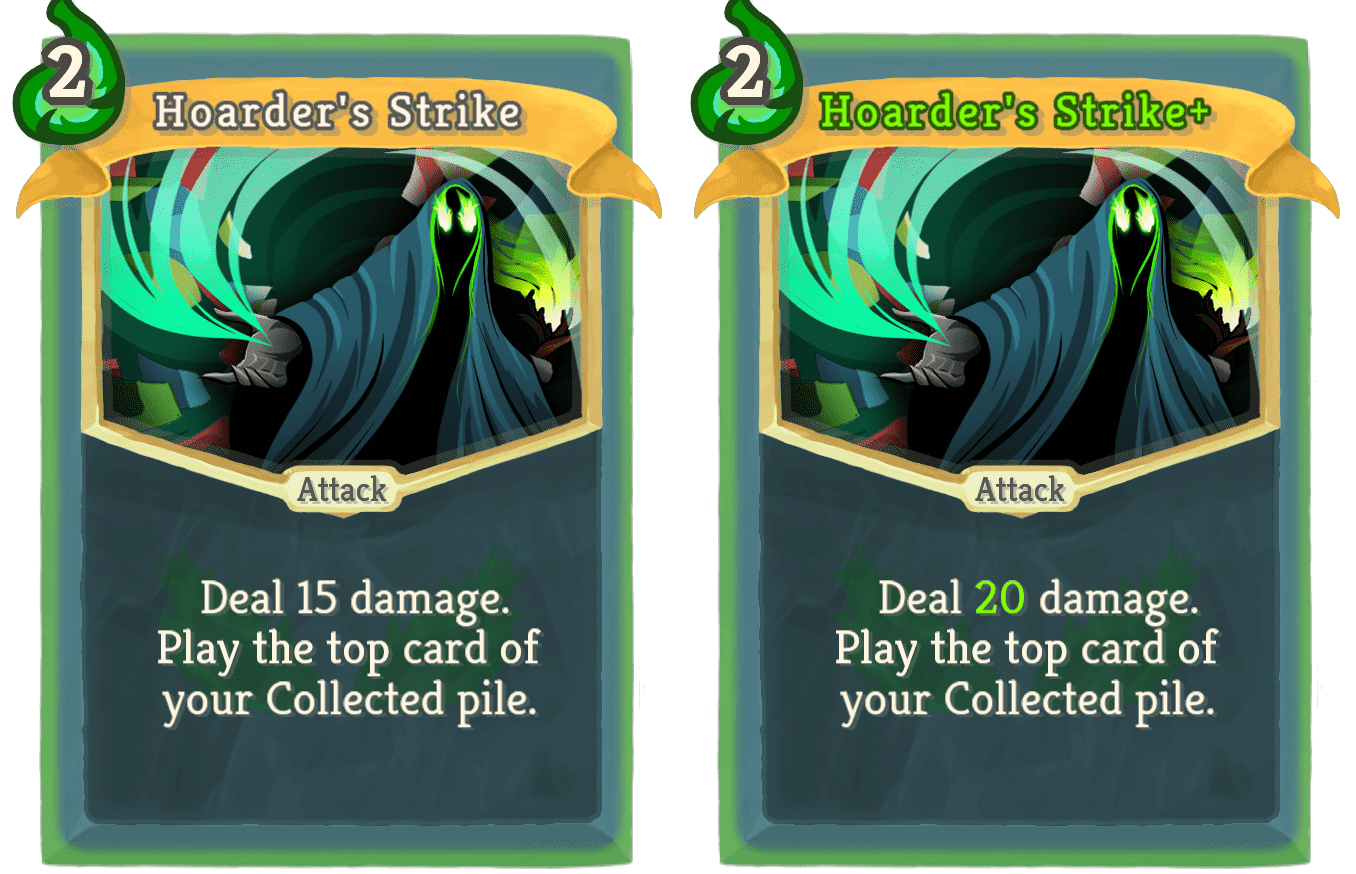 2
Hoarder's Strike
Attack
Deal 15 damage.
Play the top card of
your Collected pile.
2
Hoarder's Strike+
Attack
Deal 20 damage.
Play the top card of
your Collected pile.